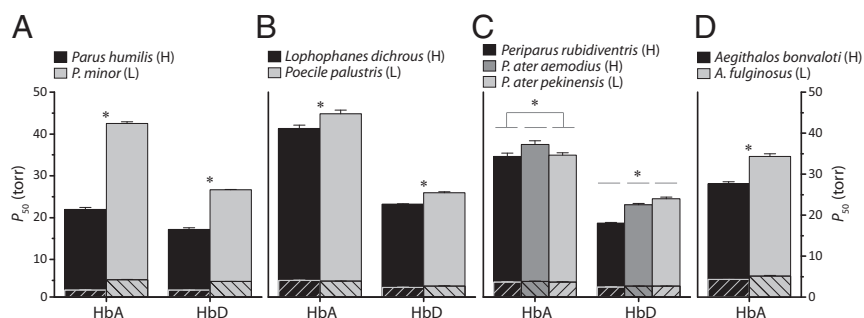 A
B
C
D
Parus humilis (H)
P. minor (L)
Lophophanes dichrous (H)
Poecile palustris (L)
Periparus rubidiventris (H)
P. ater aemodius (H)
P. ater pekinensis (L)
Aegithalos bonvaloti (H)
A. fulginosus (L)
50
40
30
20
10
0
P50 (torr)
* *
* *
* *
*
50
40
30
20
10
0
P50 (torr)
HbA HbD HbA HbD HbA HbD HbA